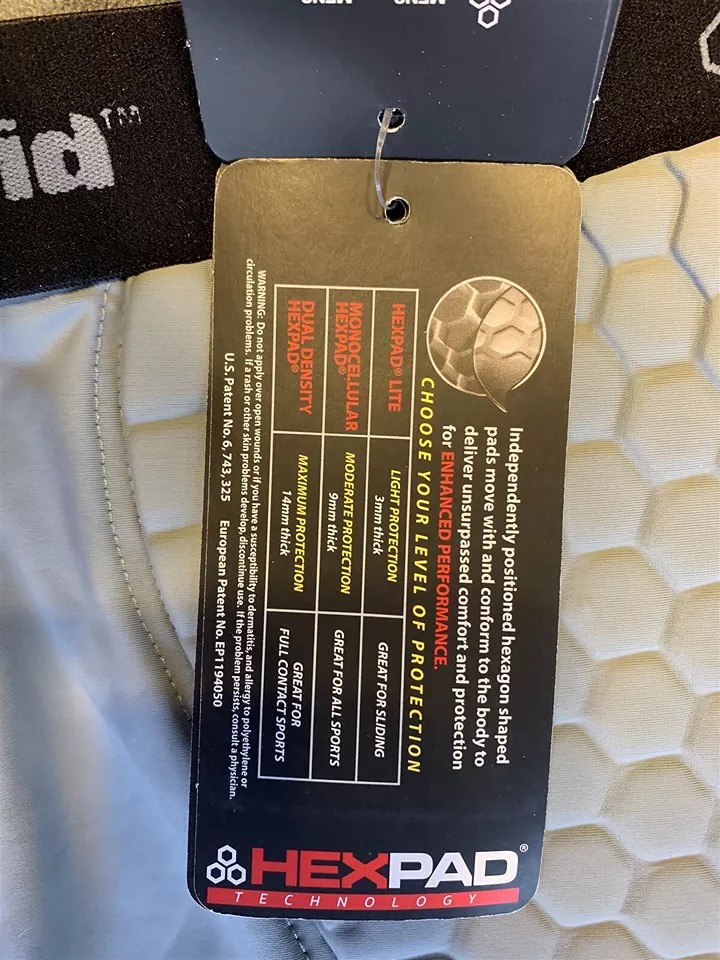 MENS MENS
id™
Independently positioned hexagon shaped
pads move with and conform to the body to
deliver unsurpassed comfort and protection
for ENHANCED PERFORMANCE.
CHOOSE YOUR LEVEL OF PROTECTION
HEXPAD® LITE
LIGHT PROTECTION
3mm thick
GREAT FOR SLIDING
MONOCELLULAR
HEXPAD®
MODERATE PROTECTION
9mm thick
GREAT FOR ALL SPORTS
DUAL DENSITY
HEXPAD®
MAXIMUM PROTECTION
14mm thick
GREAT FOR
FULL CONTACT SPORTS
WARNING: Do not apply over open wounds or if you have a susceptibility to dermatitis, and allergy to polyethylene or
circulation problems. If a rash or other skin problems develop, discontinue use. If the problem persists, consult a physician.
U.S. Patent No. 6,743,325 European Patent No. EP1194050
HEXPAD®
TECHNOLOGY